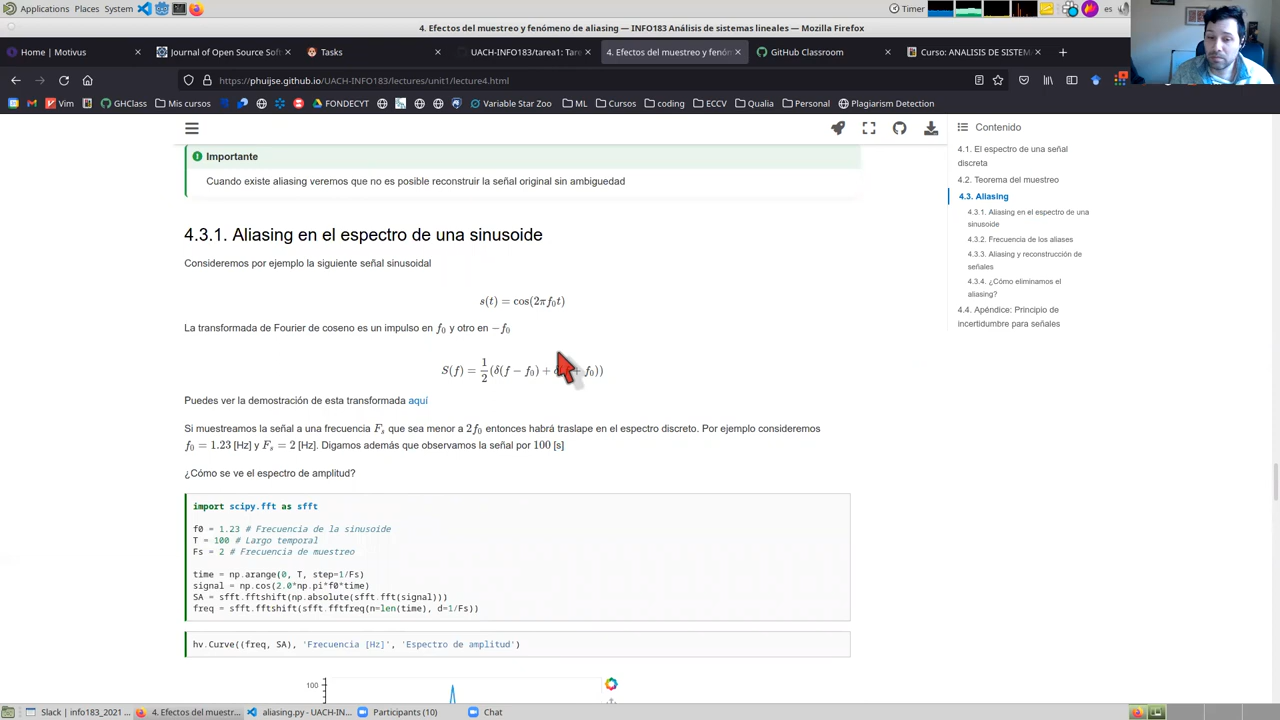 Applications Places System
Timer
4. Efectos del muestreo y fenómeno de aliasing — INFO183 Análisis de sistemas lineales — Mozilla Firefox
Home | Motivus
Journal of Open Source S
Tasks
UACH-INFO183/tarea1: Tare
4. Efectos del muestreo y fenón
GitHub Classroom
Curso: ANALISIS DE SISTEMA
https://phuijse.github.io/UACH-INFO183/lectures/unit1/lecture4.html
Vim
GHClass
Mis cursos
FONDECYT
Variable Star Zoo
ML
Cursos
coding
ECCV
Qualia
Personal
Plagiarism Detection
Importante
Cuando existe aliasing veremos que no es posible reconstruir la señal original sin ambiguedad
4.3.1. Aliasing en el espectro de una sinusoide
Consideremos por ejemplo la siguiente señal sinusoidal
s(t) = cos(2πf₀t)
La transformada de Fourier de coseno es un impulso en f₀ y otro en −f₀
S(f) = 1/2 (δ(f − f₀) + δ + f₀))
Puedes ver la demostración de esta transformada aquí
Si muestreamos la señal a una frecuencia Fₛ que sea menor a 2f₀ entonces habrá traslape en el espectro discreto. Por ejemplo consideremos
f₀ = 1.23 [Hz] y Fₛ = 2 [Hz]. Digamos además que observamos la señal por 100 [s]
¿Cómo se ve el espectro de amplitud?
import scipy.fft as sfft
f0 = 1.23 # Frecuencia de la sinusoide
T = 100 # Largo temporal
Fs = 2 # Frecuencia de muestreo
time = np.arange(0, T, step=1/Fs)
signal = np.cos(2.0*np.pi*f0*time)
SA = sfft.fftshift(np.absolute(sfft.fft(signal)))
freq = sfft.fftshift(sfft.fftfreq(n=len(time), d=1/Fs))
hv.Curve((freq, SA), 'Frecuencia [Hz]', 'Espectro de amplitud')
100
Contenido
4.1. El espectro de una señal
discreta
4.2. Teorema del muestreo
4.3. Aliasing
4.3.1. Aliasing en el espectro de una
sinusoide
4.3.2. Frecuencia de los aliases
4.3.3. Aliasing y reconstrucción de
señales
4.3.4. ¿Cómo eliminamos el
aliasing?
4.4. Apéndice: Principio de
incertidumbre para señales
Slack | info183_2021 ...
4. Efectos del muestr...
aliasing.py - UACH-IN...
Participants (10)
Chat